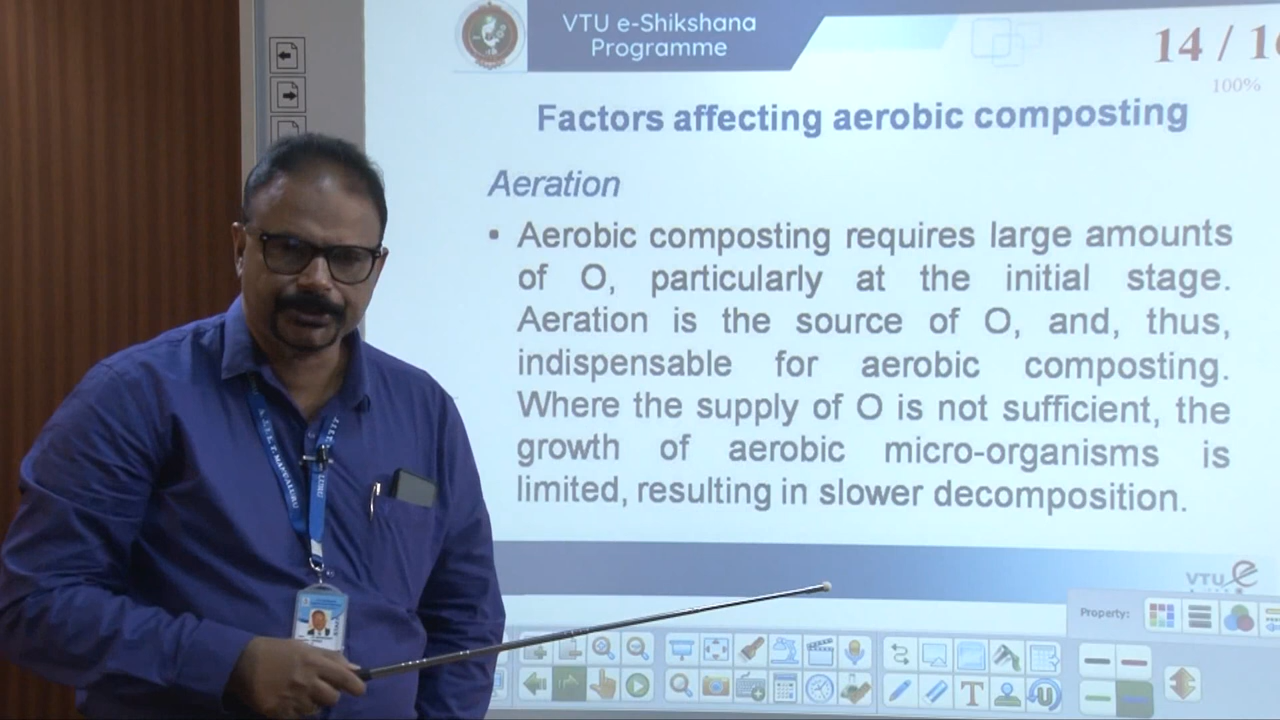 VTU e-Shikshana
Programme
14 / 16
100%
Factors affecting aerobic composting
Aeration
▪ Aerobic composting requires large amounts
of O, particularly at the initial stage.
Aeration is the source of O, and, thus,
indispensable for aerobic composting.
Where the supply of O is not sufficient, the
growth of aerobic micro-organisms is
limited, resulting in slower decomposition.
VTU e
Property:
T